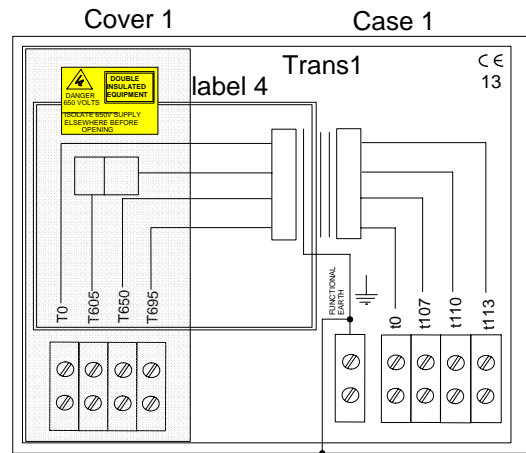 Cover 1
Case 1
Trans1
CE
13
DOUBLE
INSULATED
EQUIPMENT
DANGER
650 VOLTS
ISOLATE 650V SUPPLY
ELSEWHERE BEFORE
OPENING
label 4
T0
T605
T650
T695
FUNCTIONAL
EARTH
t0
t107
t110
t113